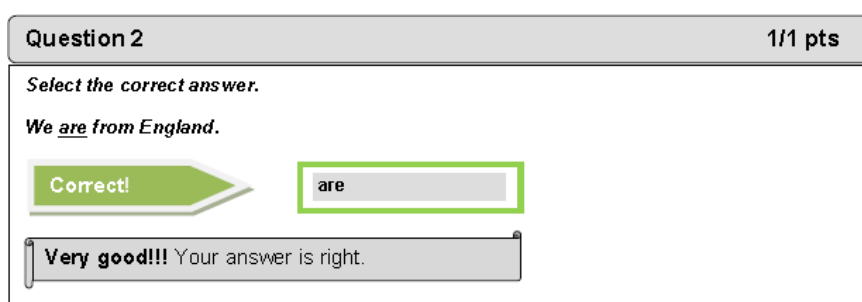 Question 2 1/1 pts
Select the correct answer.
We are from England.
Correct! are
Very good!!! Your answer is right.